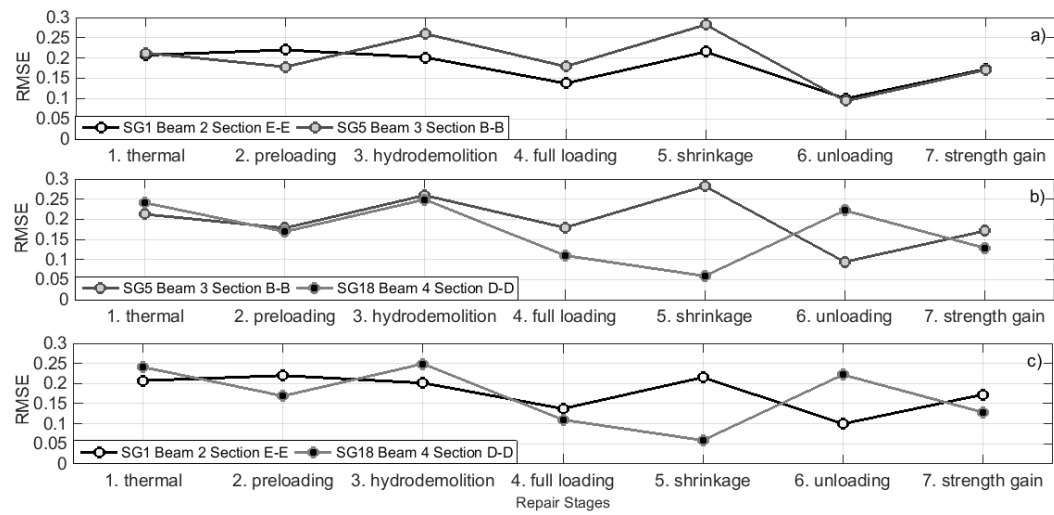 0.3
a)
0.25
0.2
RMSE
0.15
0.1
0.05
SG1 Beam 2 Section E-E SG5 Beam 3 Section B-B
0
1. thermal 2. preloading 3. hydrodemolition 4. full loading 5. shrinkage 6. unloading 7. strength gain
0.3
b)
0.25
0.2
RMSE
0.15
0.1
0.05
SG5 Beam 3 Section B-B SG18 Beam 4 Section D-D
0
1. thermal 2. preloading 3. hydrodemolition 4. full loading 5. shrinkage 6. unloading 7. strength gain
0.3
c)
0.25
0.2
RMSE
0.15
0.1
0.05
SG1 Beam 2 Section E-E SG18 Beam 4 Section D-D
0
1. thermal 2. preloading 3. hydrodemolition 4. full loading 5. shrinkage 6. unloading 7. strength gain
Repair Stages